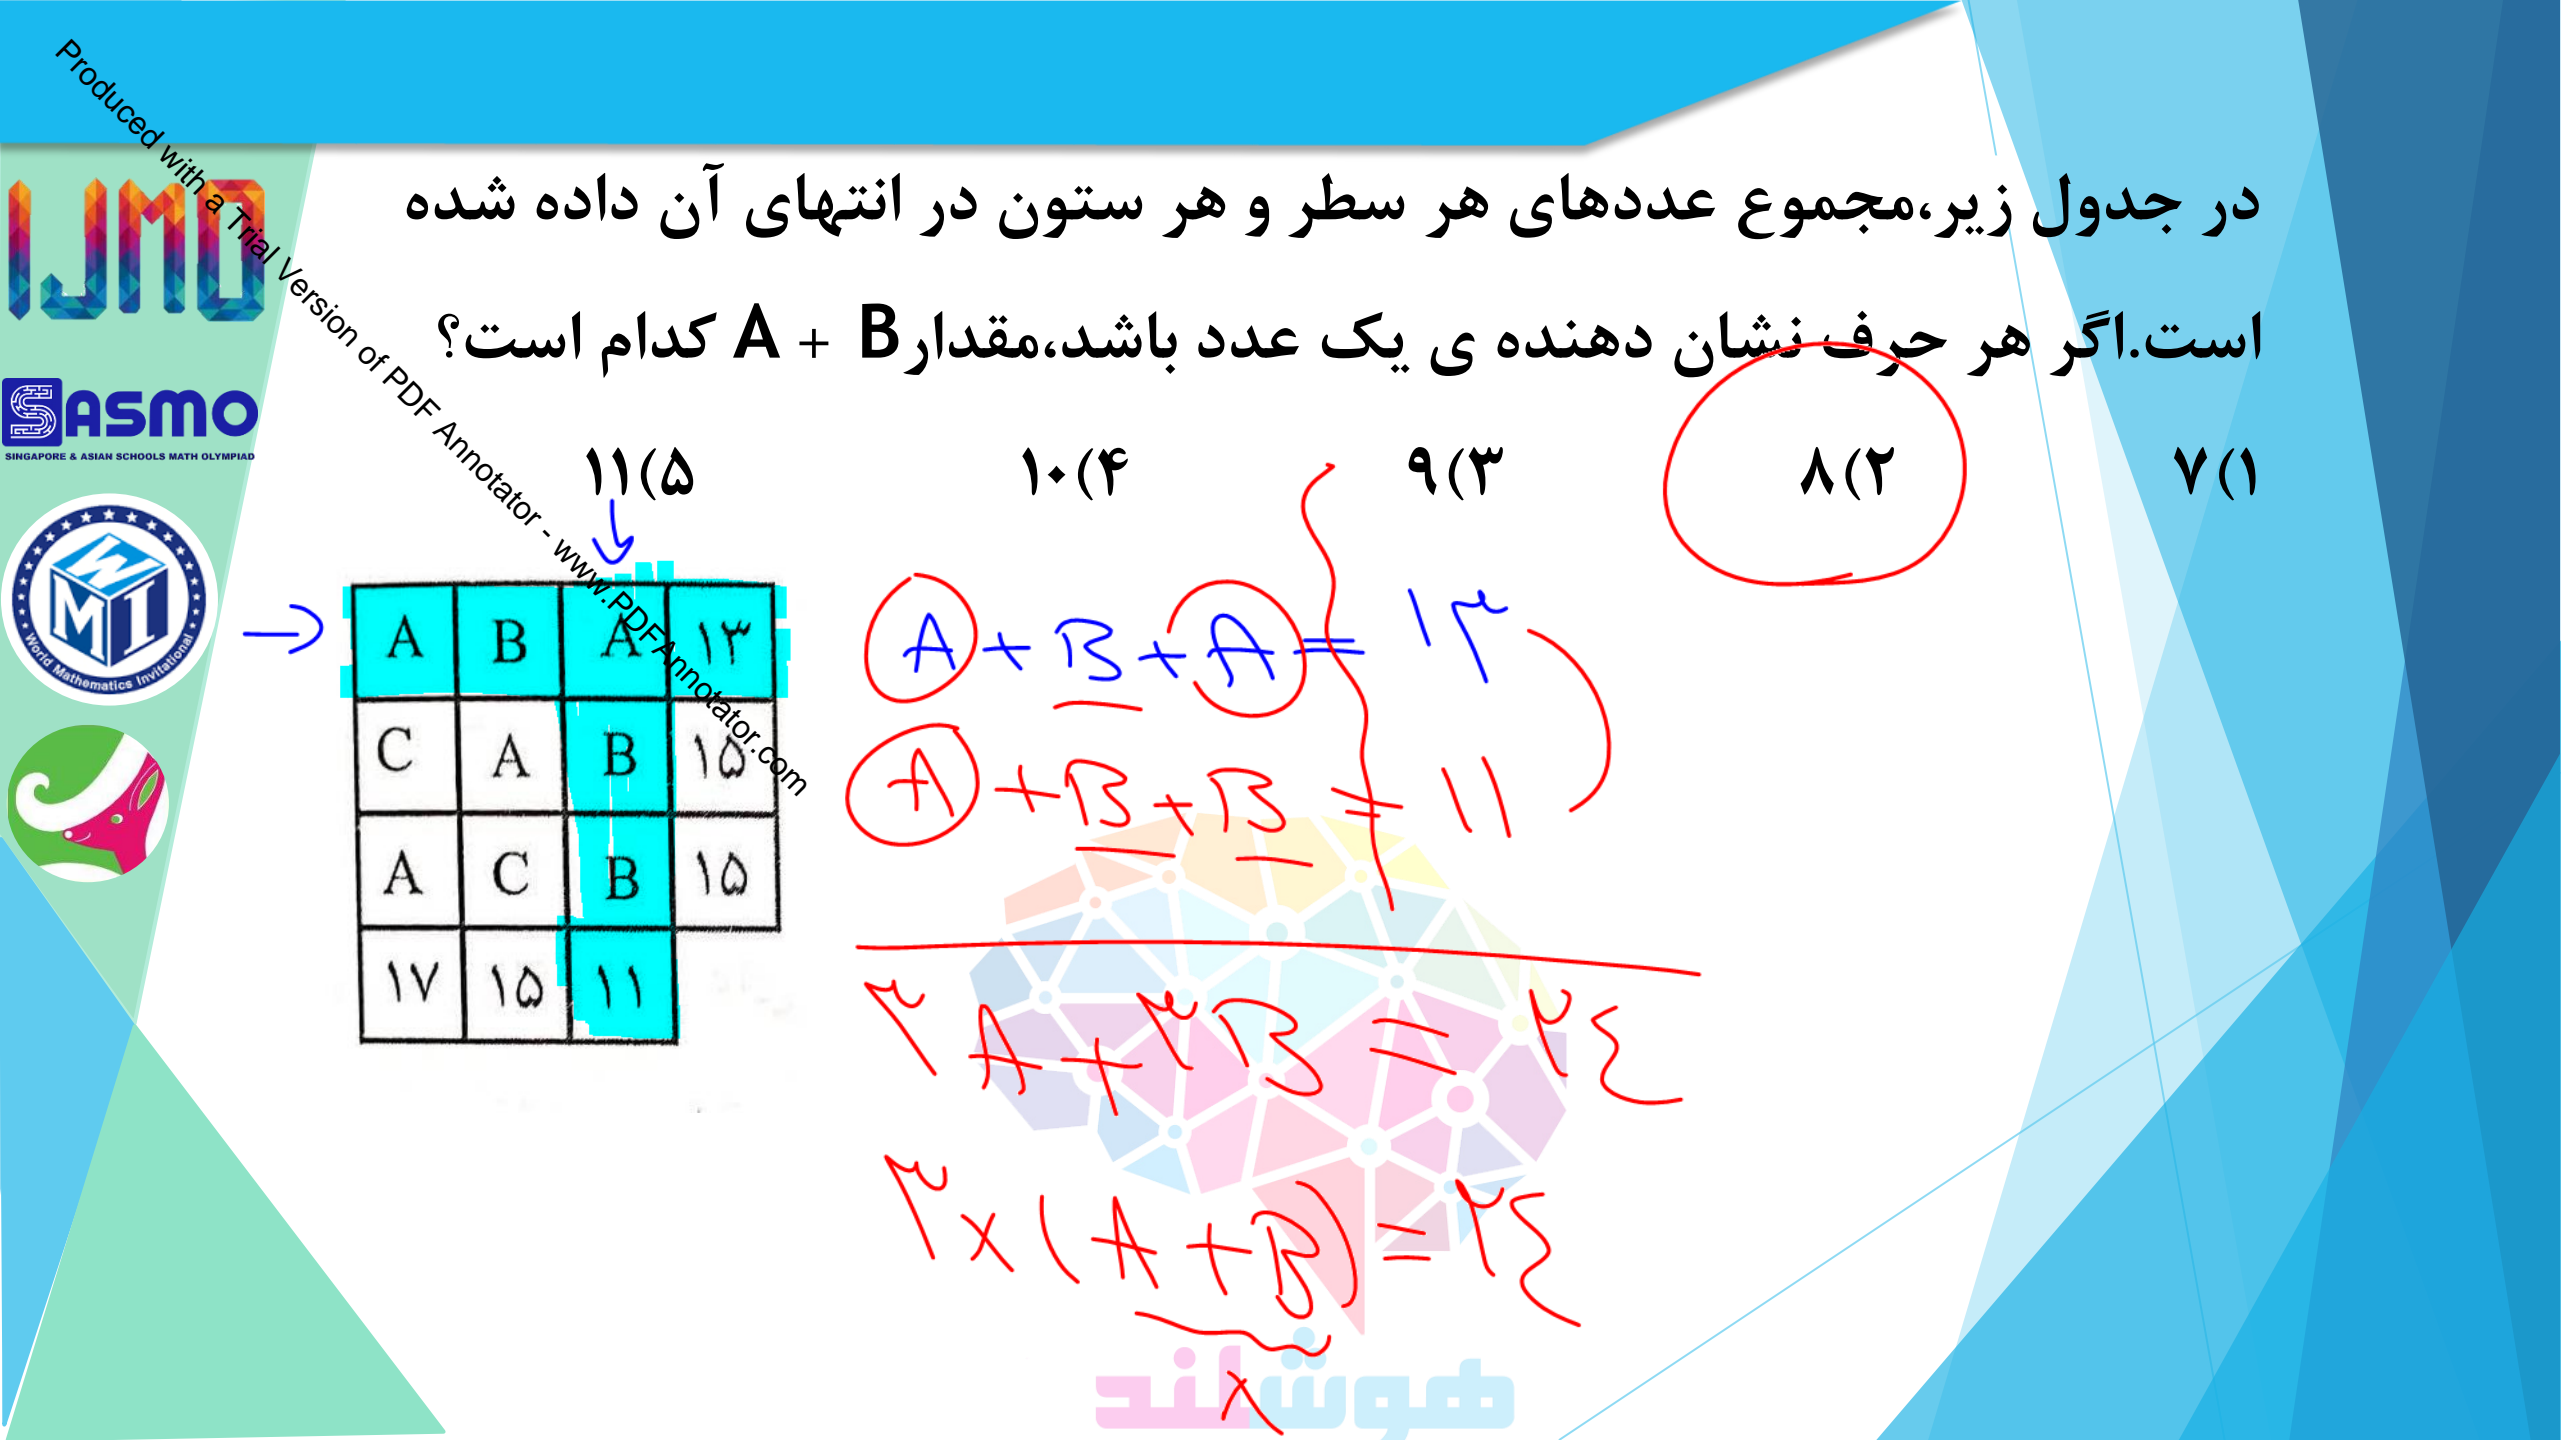 در جدول زیر،مجموع عددهای هر سطر و هر ستون در انتهای آن داده شده
است.اگر هر حرف نشان دهنده ی یک عدد باشد،مقدار A + B کدام است؟
۱)۷ ۲)۸ ۳)۹ ۴)۱۰ ۵)۱۱
A B A ۱۳
C A B ۱۵
A C B ۱۵
۱۷ ۱۵ ۱۱
A + B + A = ۱۳
A + B + B = ۱۱
۳A + ۳B = ۲۴
۳ × (A + B) = ۲۴
۸
IJMO
SASMO
SINGAPORE & ASIAN SCHOOLS MATH OLYMPIAD
WMI
World Mathematics Invitational
هوشلند
Produced with a Trial Version of PDF Annotator - www.PDFAnnotator.com